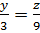 y/3 = z/9